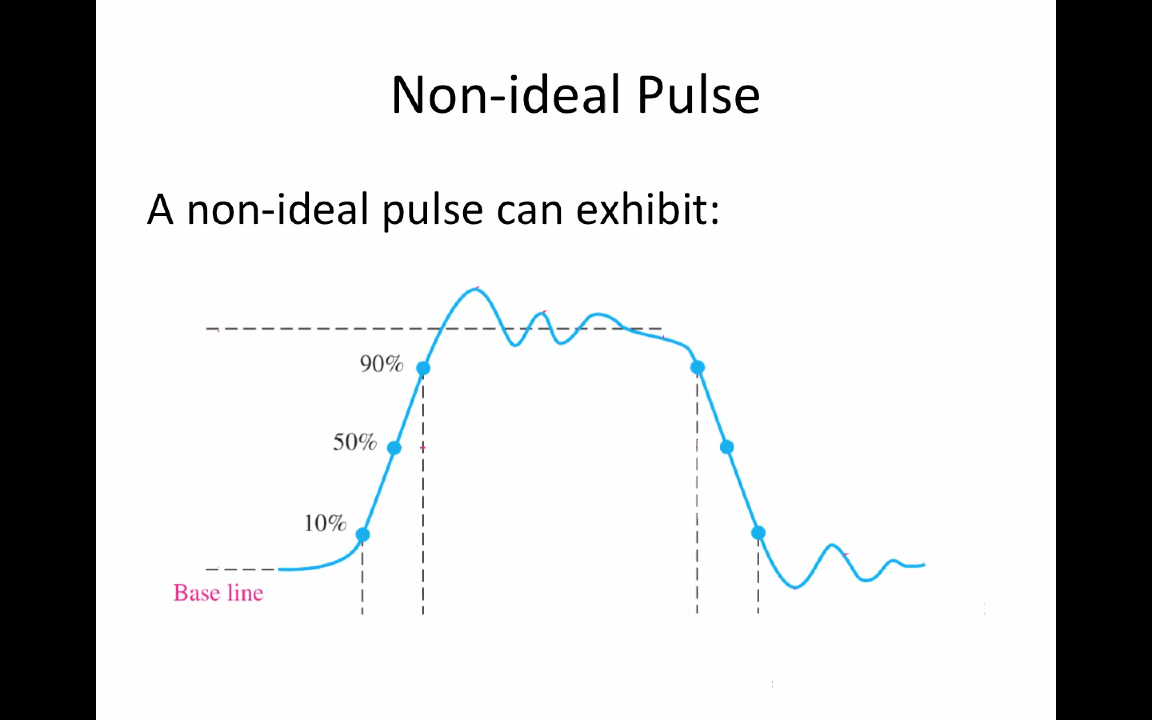 Non-ideal Pulse
A non-ideal pulse can exhibit:
90%
50%
10%
Base line